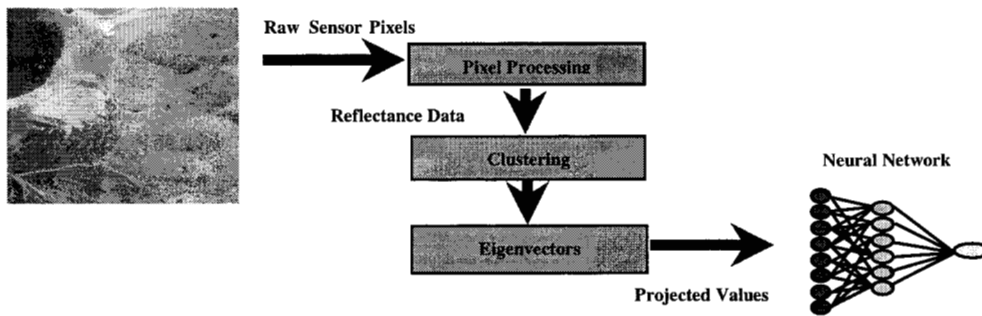 Raw Sensor Pixels
Pixel Processing
Reflectance Data
Clustering
Neural Network
Eigenvectors
Projected Values